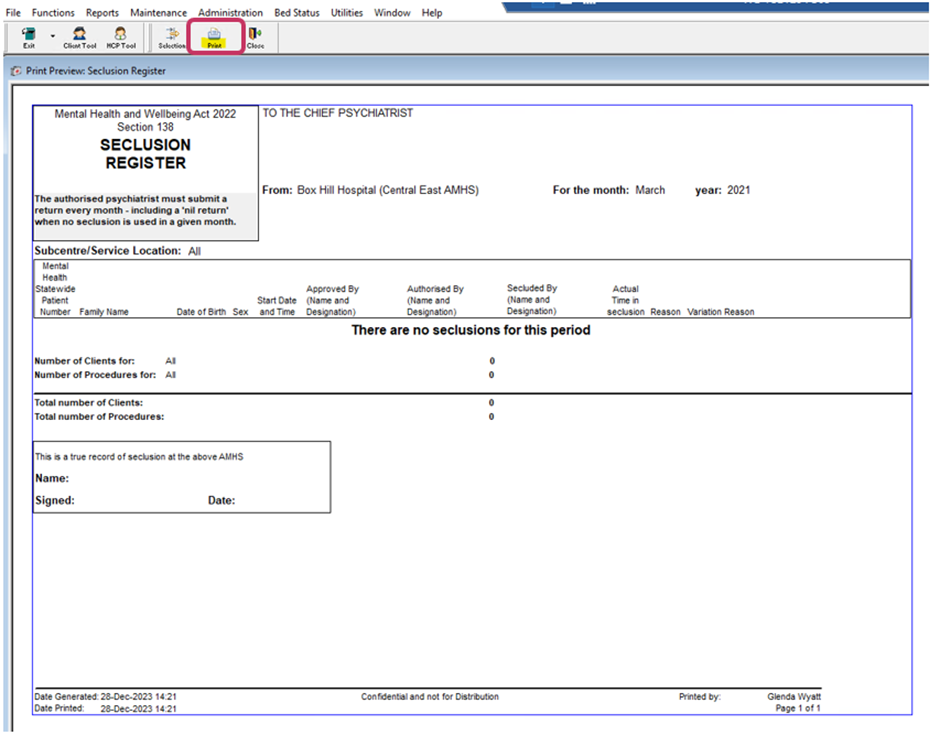 File Functions Reports Maintenance Administration Bed Status Utilities Window Help
Exit Client Tool HCP Tool Selection Print Close
Print Preview: Seclusion Register
Mental Health and Wellbeing Act 2022
Section 138
SECLUSION
REGISTER
The authorised psychiatrist must submit a
return every month - including a 'nil return'
when no seclusion is used in a given month.
TO THE CHIEF PSYCHIATRIST
From: Box Hill Hospital (Central East AMHS) For the month: March year: 2021
Subcentre/Service Location: All
Mental
Health
Statewide Approved By Authorised By Secluded By Actual
Patient Start Date (Name and (Name and (Name and Time in
Number Family Name Date of Birth Sex and Time Designation) Designation) Designation) seclusion Reason Variation Reason
There are no seclusions for this period
Number of Clients for: All 0
Number of Procedures for: All 0
Total number of Clients: 0
Total number of Procedures: 0
This is a true record of seclusion at the above AMHS
Name:
Signed: Date:
Date Generated: 28-Dec-2023 14:21 Confidential and not for Distribution Printed by: Glenda Wyatt
Date Printed: 28-Dec-2023 14:21 Page 1 of 1